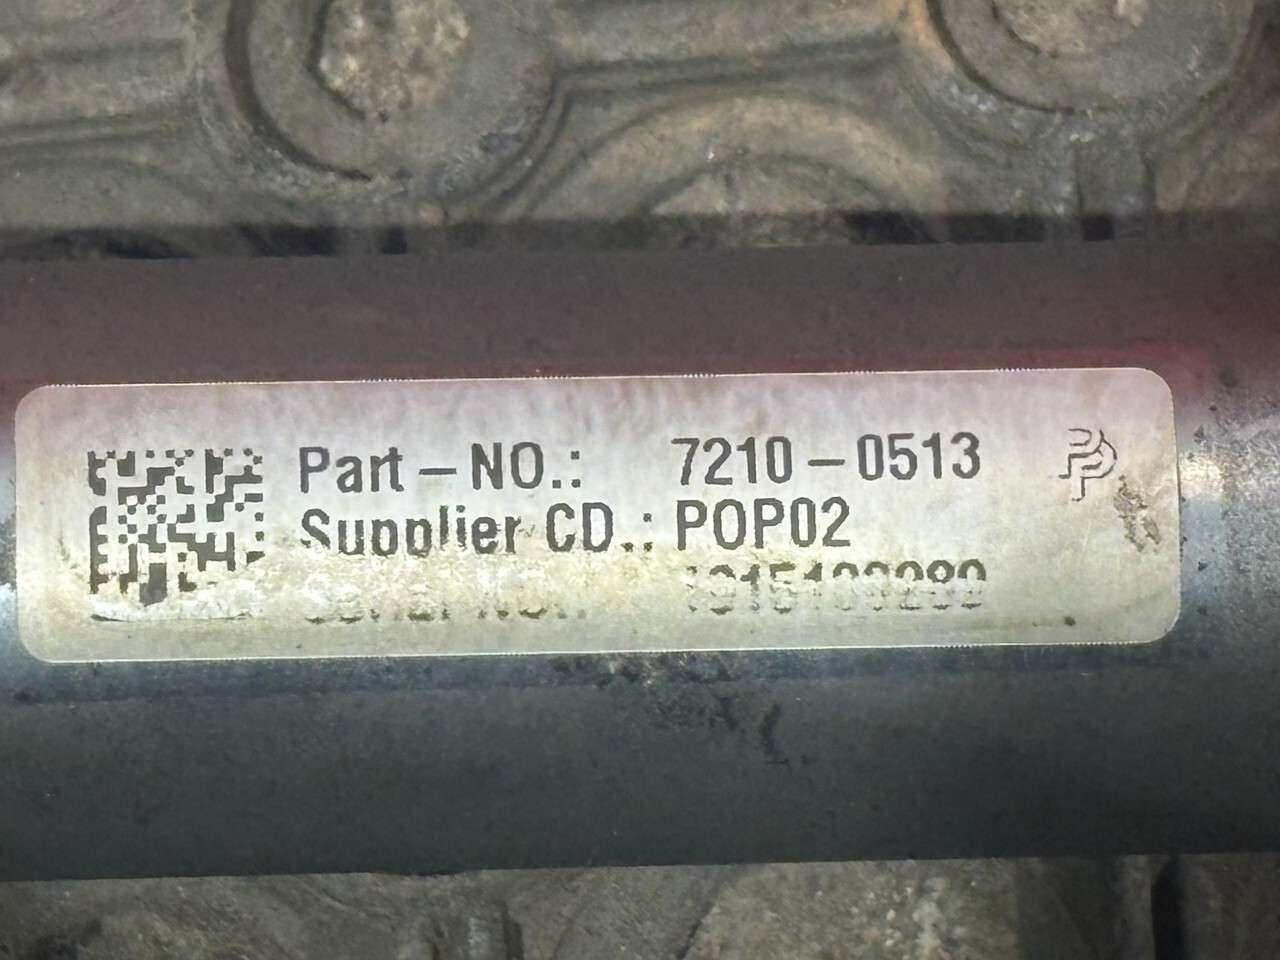 Part-NO.: 7210-0513
Supplier CD.: POP02